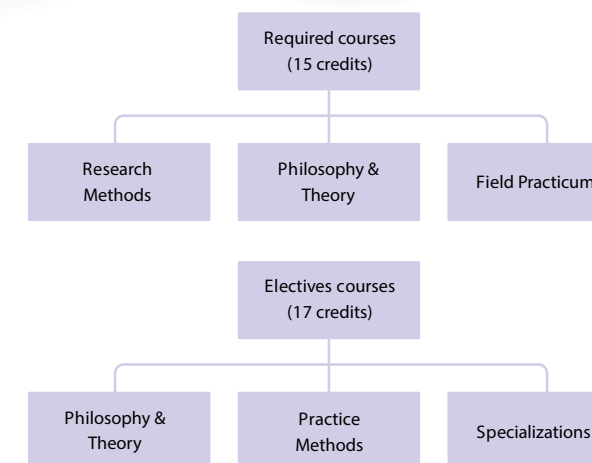 Required courses
(15 credits)
Research
Methods
Philosophy &
Theory
Field Practicum
Electives courses
(17 credits)
Philosophy &
Theory
Practice
Methods
Specializations